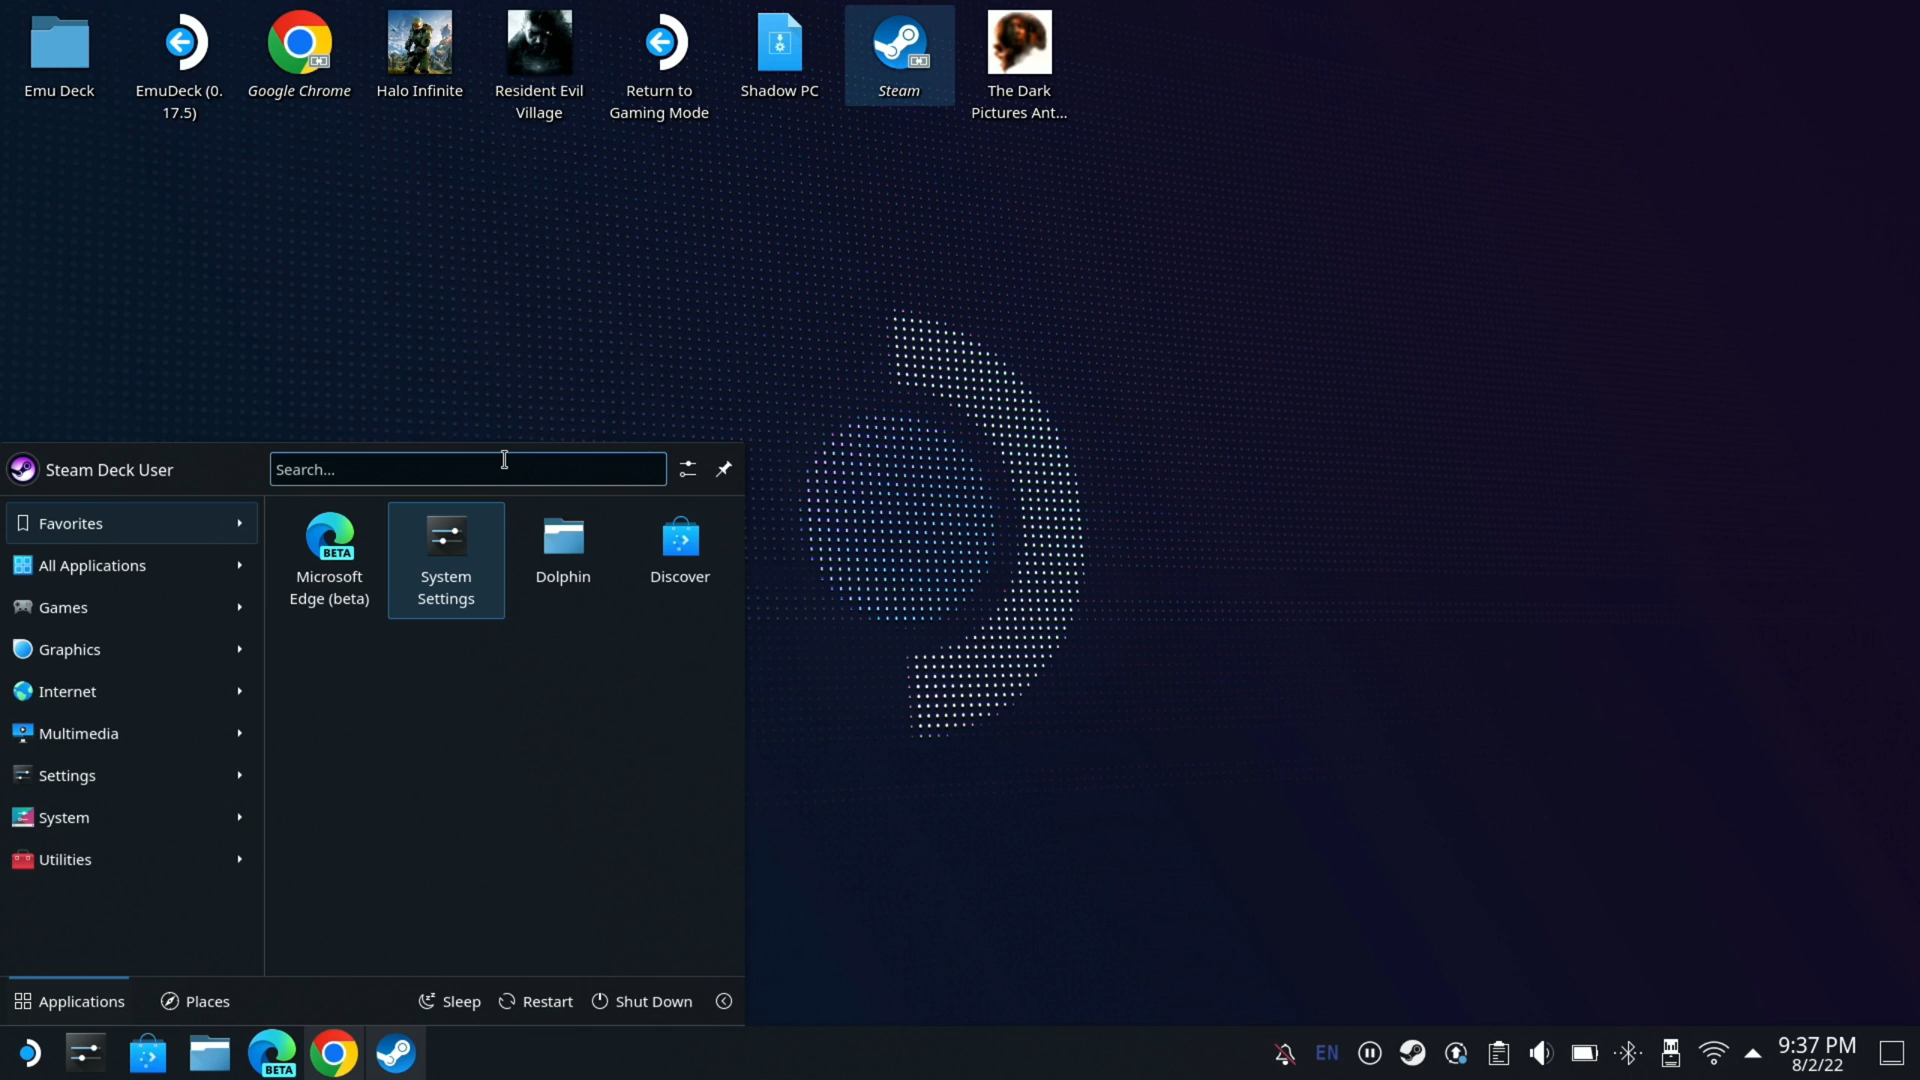 Emu Deck
EmuDeck (0.
17.5)
Google Chrome
Halo Infinite
Resident Evil
Village
Return to
Gaming Mode
Shadow PC
Steam
The Dark
Pictures Ant...
Steam Deck User
Search...
Favorites
All Applications
Games
Graphics
Internet
Multimedia
Settings
System
Utilities
BETA
Microsoft
Edge (beta)
System
Settings
Dolphin
Discover
Applications
Places
Sleep
Restart
Shut Down
BETA
EN
9:37 PM
8/2/22